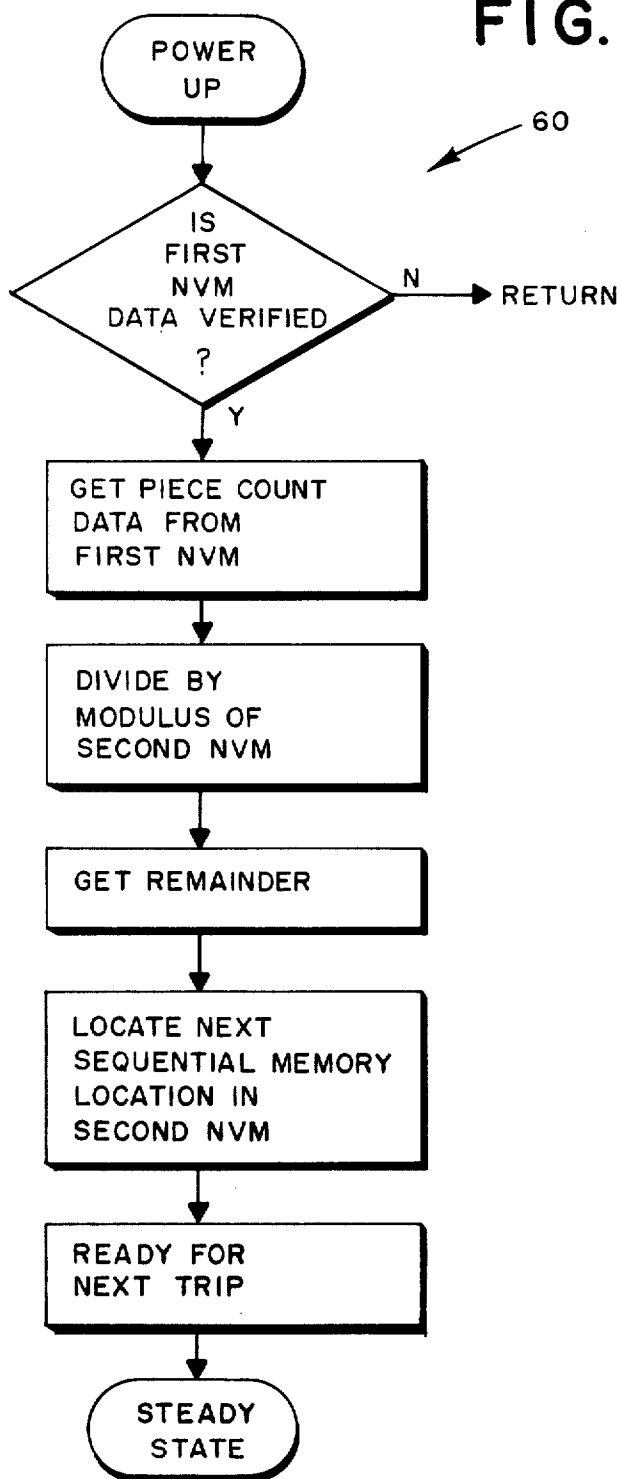 FIG.
POWER
UP
60
IS
FIRST
NVM
DATA VERIFIED
?
N
RETURN
Y
GET PIECE COUNT
DATA FROM
FIRST NVM
DIVIDE BY
MODULUS OF
SECOND NVM
GET REMAINDER
LOCATE NEXT
SEQUENTIAL MEMORY
LOCATION IN
SECOND NVM
READY FOR
NEXT TRIP
STEADY
STATE